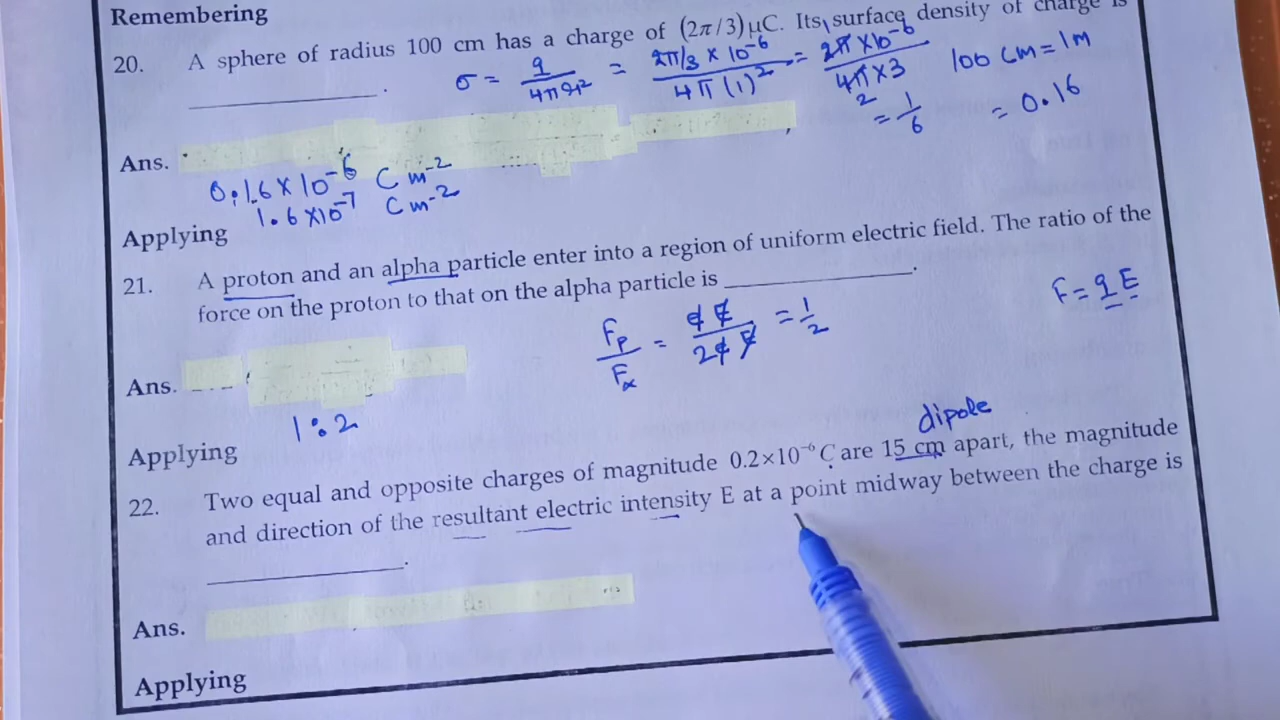 Remembering
20. A sphere of radius 100 cm has a charge of (2π/3) μC. Its surface density of charge is
__________.
σ = q/4πr² = 2π/3 × 10⁻⁶ / 4π(1)² = 2π × 10⁻⁶ / 4π × 3 100 cm = 1m
2
= 1/6 = 0.16
Ans.
0.16 × 10⁻⁶ C m⁻²
1.6 × 10⁻⁷ C m⁻²
Applying
21. A proton and an alpha particle enter into a region of uniform electric field. The ratio of the
force on the proton to that on the alpha particle is __________.
F = qE
Fp/Fα = qE/2qE = 1/2
Ans.
1:2
Applying
dipole
22. Two equal and opposite charges of magnitude 0.2×10⁻⁶ C are 15 cm apart, the magnitude
and direction of the resultant electric intensity E at a point midway between the charge is
__________.
Ans.
Applying